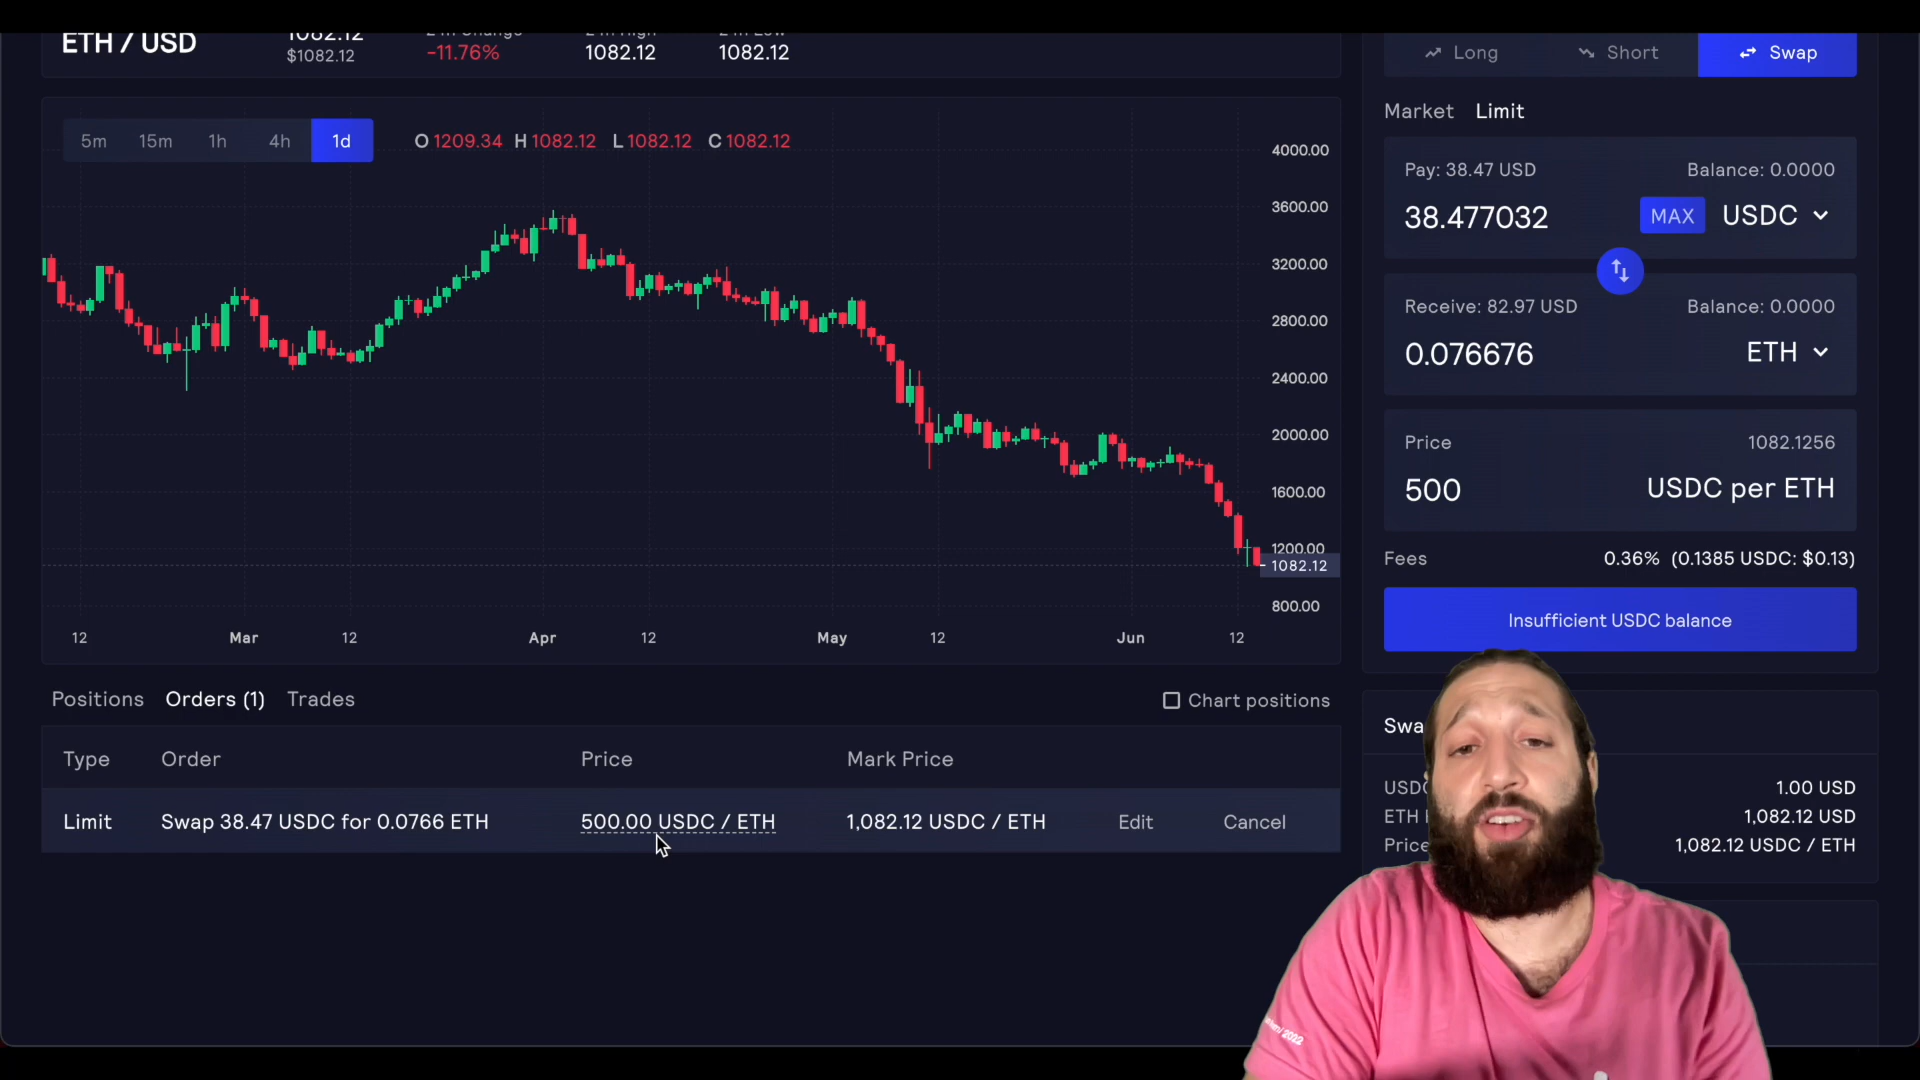 ETH / USD
1082.12
$1082.12
-11.76%
1082.12
1082.12
Long
Short
Swap
5m 15m 1h 4h 1d
O 1209.34 H 1082.12 L 1082.12 C 1082.12
4000.00
3600.00
3200.00
2800.00
2400.00
2000.00
1600.00
1200.00
1082.12
800.00
12 Mar 12 Apr 12 May 12 Jun 12
Market Limit
Pay: 38.47 USD Balance: 0.0000
38.477032 MAX USDC
Receive: 82.97 USD Balance: 0.0000
0.076676 ETH
Price 1082.1256
500 USDC per ETH
Fees 0.36% (0.1385 USDC: $0.13)
Insufficient USDC balance
Positions Orders (1) Trades
Chart positions
Type Order Price Mark Price
Limit Swap 38.47 USDC for 0.0766 ETH 500.00 USDC / ETH 1,082.12 USDC / ETH Edit Cancel
1.00 USD
ETH 1,082.12 USD
Price 1,082.12 USDC / ETH
2022